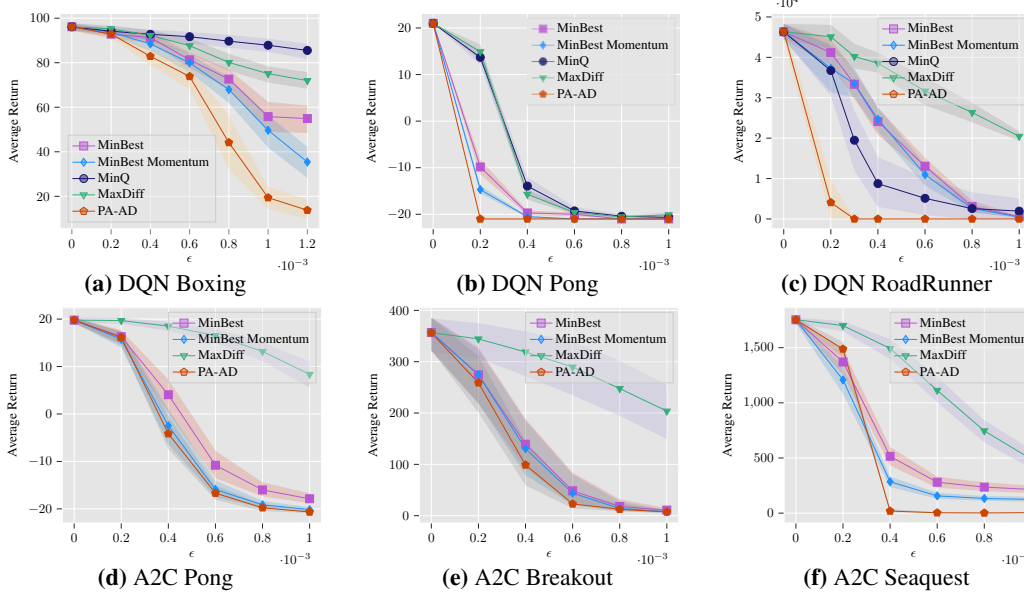 100
80
60
40
20
Average Return
MinBest
MinBest Momentum
MinQ
MaxDiff
PA-AD
0 0.2 0.4 0.6 0.8 1 1.2
ϵ
·10⁻³
(a) DQN Boxing
20
10
0
−10
−20
Average Return
MinBest
MinBest Momentum
MinQ
MaxDiff
PA-AD
0 0.2 0.4 0.6 0.8 1
ϵ
·10⁻³
(b) DQN Pong
5
4
3
2
1
0
Average Return
MinBest
MinBest Momentum
MinQ
MaxDiff
PA-AD
0 0.2 0.4 0.6 0.8 1
ϵ
·10⁻³
(c) DQN RoadRunner
20
10
0
−10
−20
Average Return
MinBest
MinBest Momentum
MaxDiff
PA-AD
0 0.2 0.4 0.6 0.8 1
ϵ
·10⁻³
(d) A2C Pong
400
300
200
100
0
Average Return
MinBest
MinBest Momentum
MaxDiff
PA-AD
0 0.2 0.4 0.6 0.8 1
ϵ
·10⁻³
(e) A2C Breakout
1,500
1,000
500
0
Average Return
MinBest
MinBest Momentum
MaxDiff
PA-AD
0 0.2 0.4 0.6 0.8
ϵ
(f) A2C Seaquest